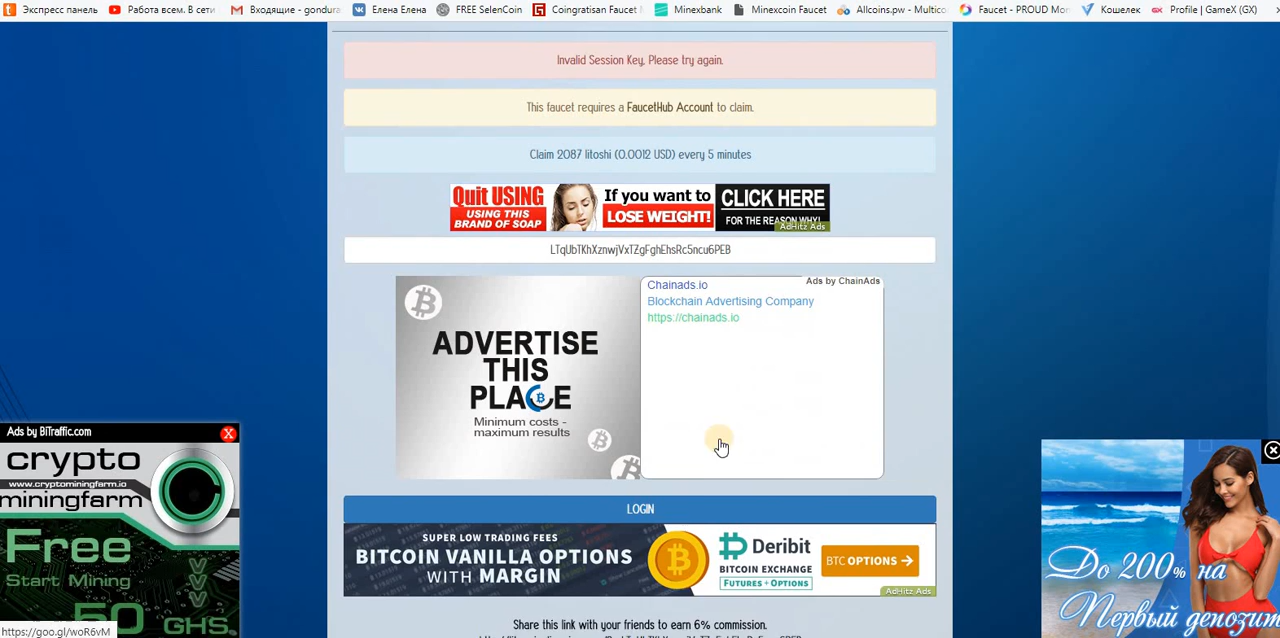 Экспресс панель
Работа всем. В сети
Входящие - gondura
Елена Елена
FREE SelenCoin
Coingratisan Faucet
Minexbank
Minexcoin Faucet
Allcoins.pw - Multico
Faucet - PROUD Mo
Кошелек
Profile | GameX (GX)
Invalid Session Key, Please try again.
This faucet requires a FaucetHub Account to claim.
Claim 2087 litoshi (0.0012 USD) every 5 minutes
Quit USING
USING THIS
BRAND OF SOAP
If you want to
LOSE WEIGHT!
CLICK HERE
FOR THE REASON WHY!
AdHitz Ads
LTqUbTKhXznwjVxTZgFghEhsRc5ncu6PEB
ADVERTISE
THIS
PLACE
Minimum costs -
maximum results
Ads by ChainAds
Chainads.io
Blockchain Advertising Company
https://chainads.io
Ads by BiTraffic.com
X
crypto
www.cryptominingfarm.io
miningfarm
Free
Start Mining
50 GHS
https://goo.gl/woR6vM
LOGIN
SUPER LOW TRADING FEES
BITCOIN VANILLA OPTIONS
WITH MARGIN
Deribit
BITCOIN EXCHANGE
FUTURES + OPTIONS
BTC OPTIONS
AdHitz Ads
До 200% на
Первый депозит
Share this link with your friends to earn 6% commission.